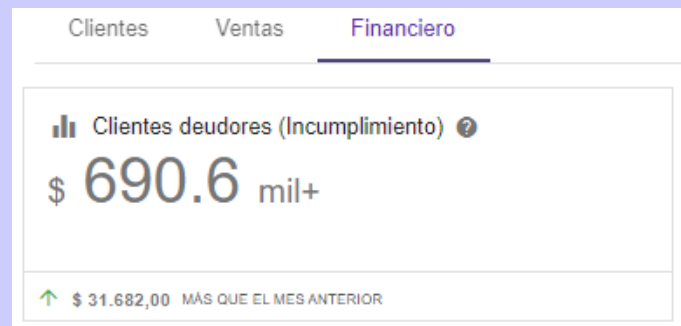 Clientes Ventas Financiero
Clientes deudores (Incumplimiento) ?
$ 690.6 mil+
$ 31.682,00 MÁS QUE EL MES ANTERIOR